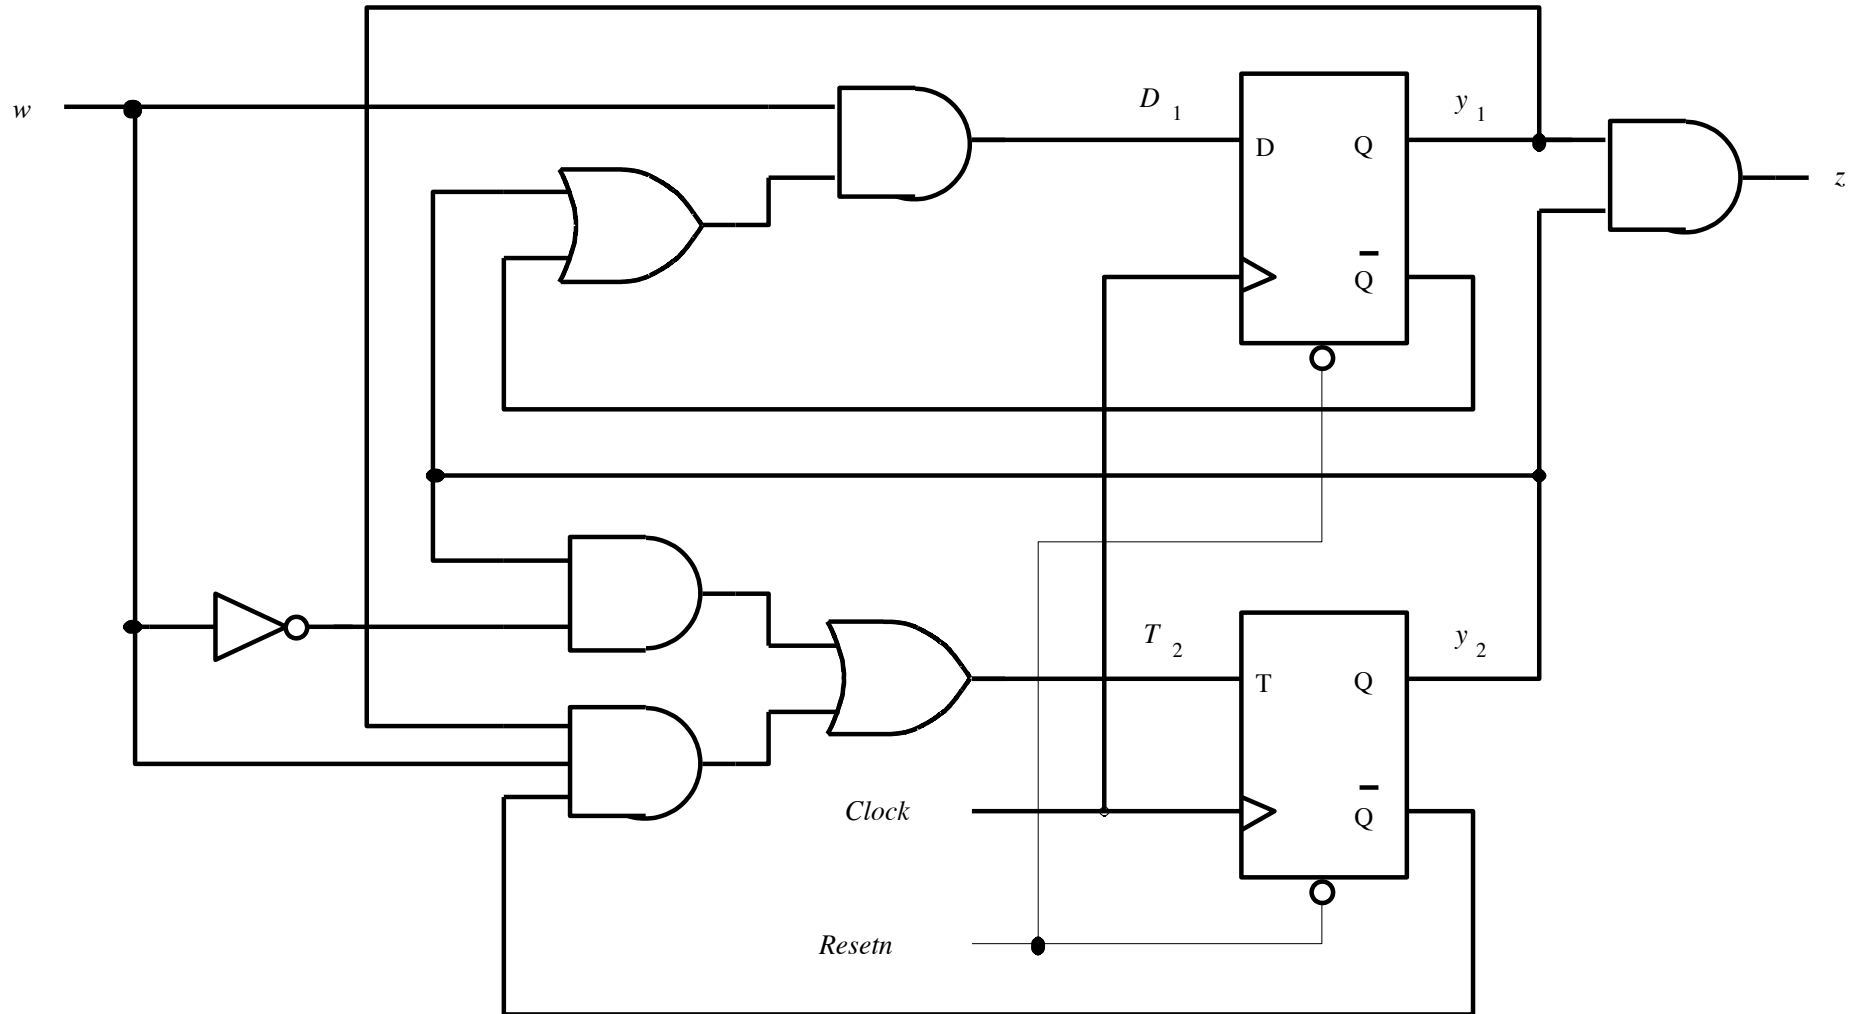 w
D 1
y 1
D Q
z
Q
T 2
y 2
T Q
Clock
Q
Resetn